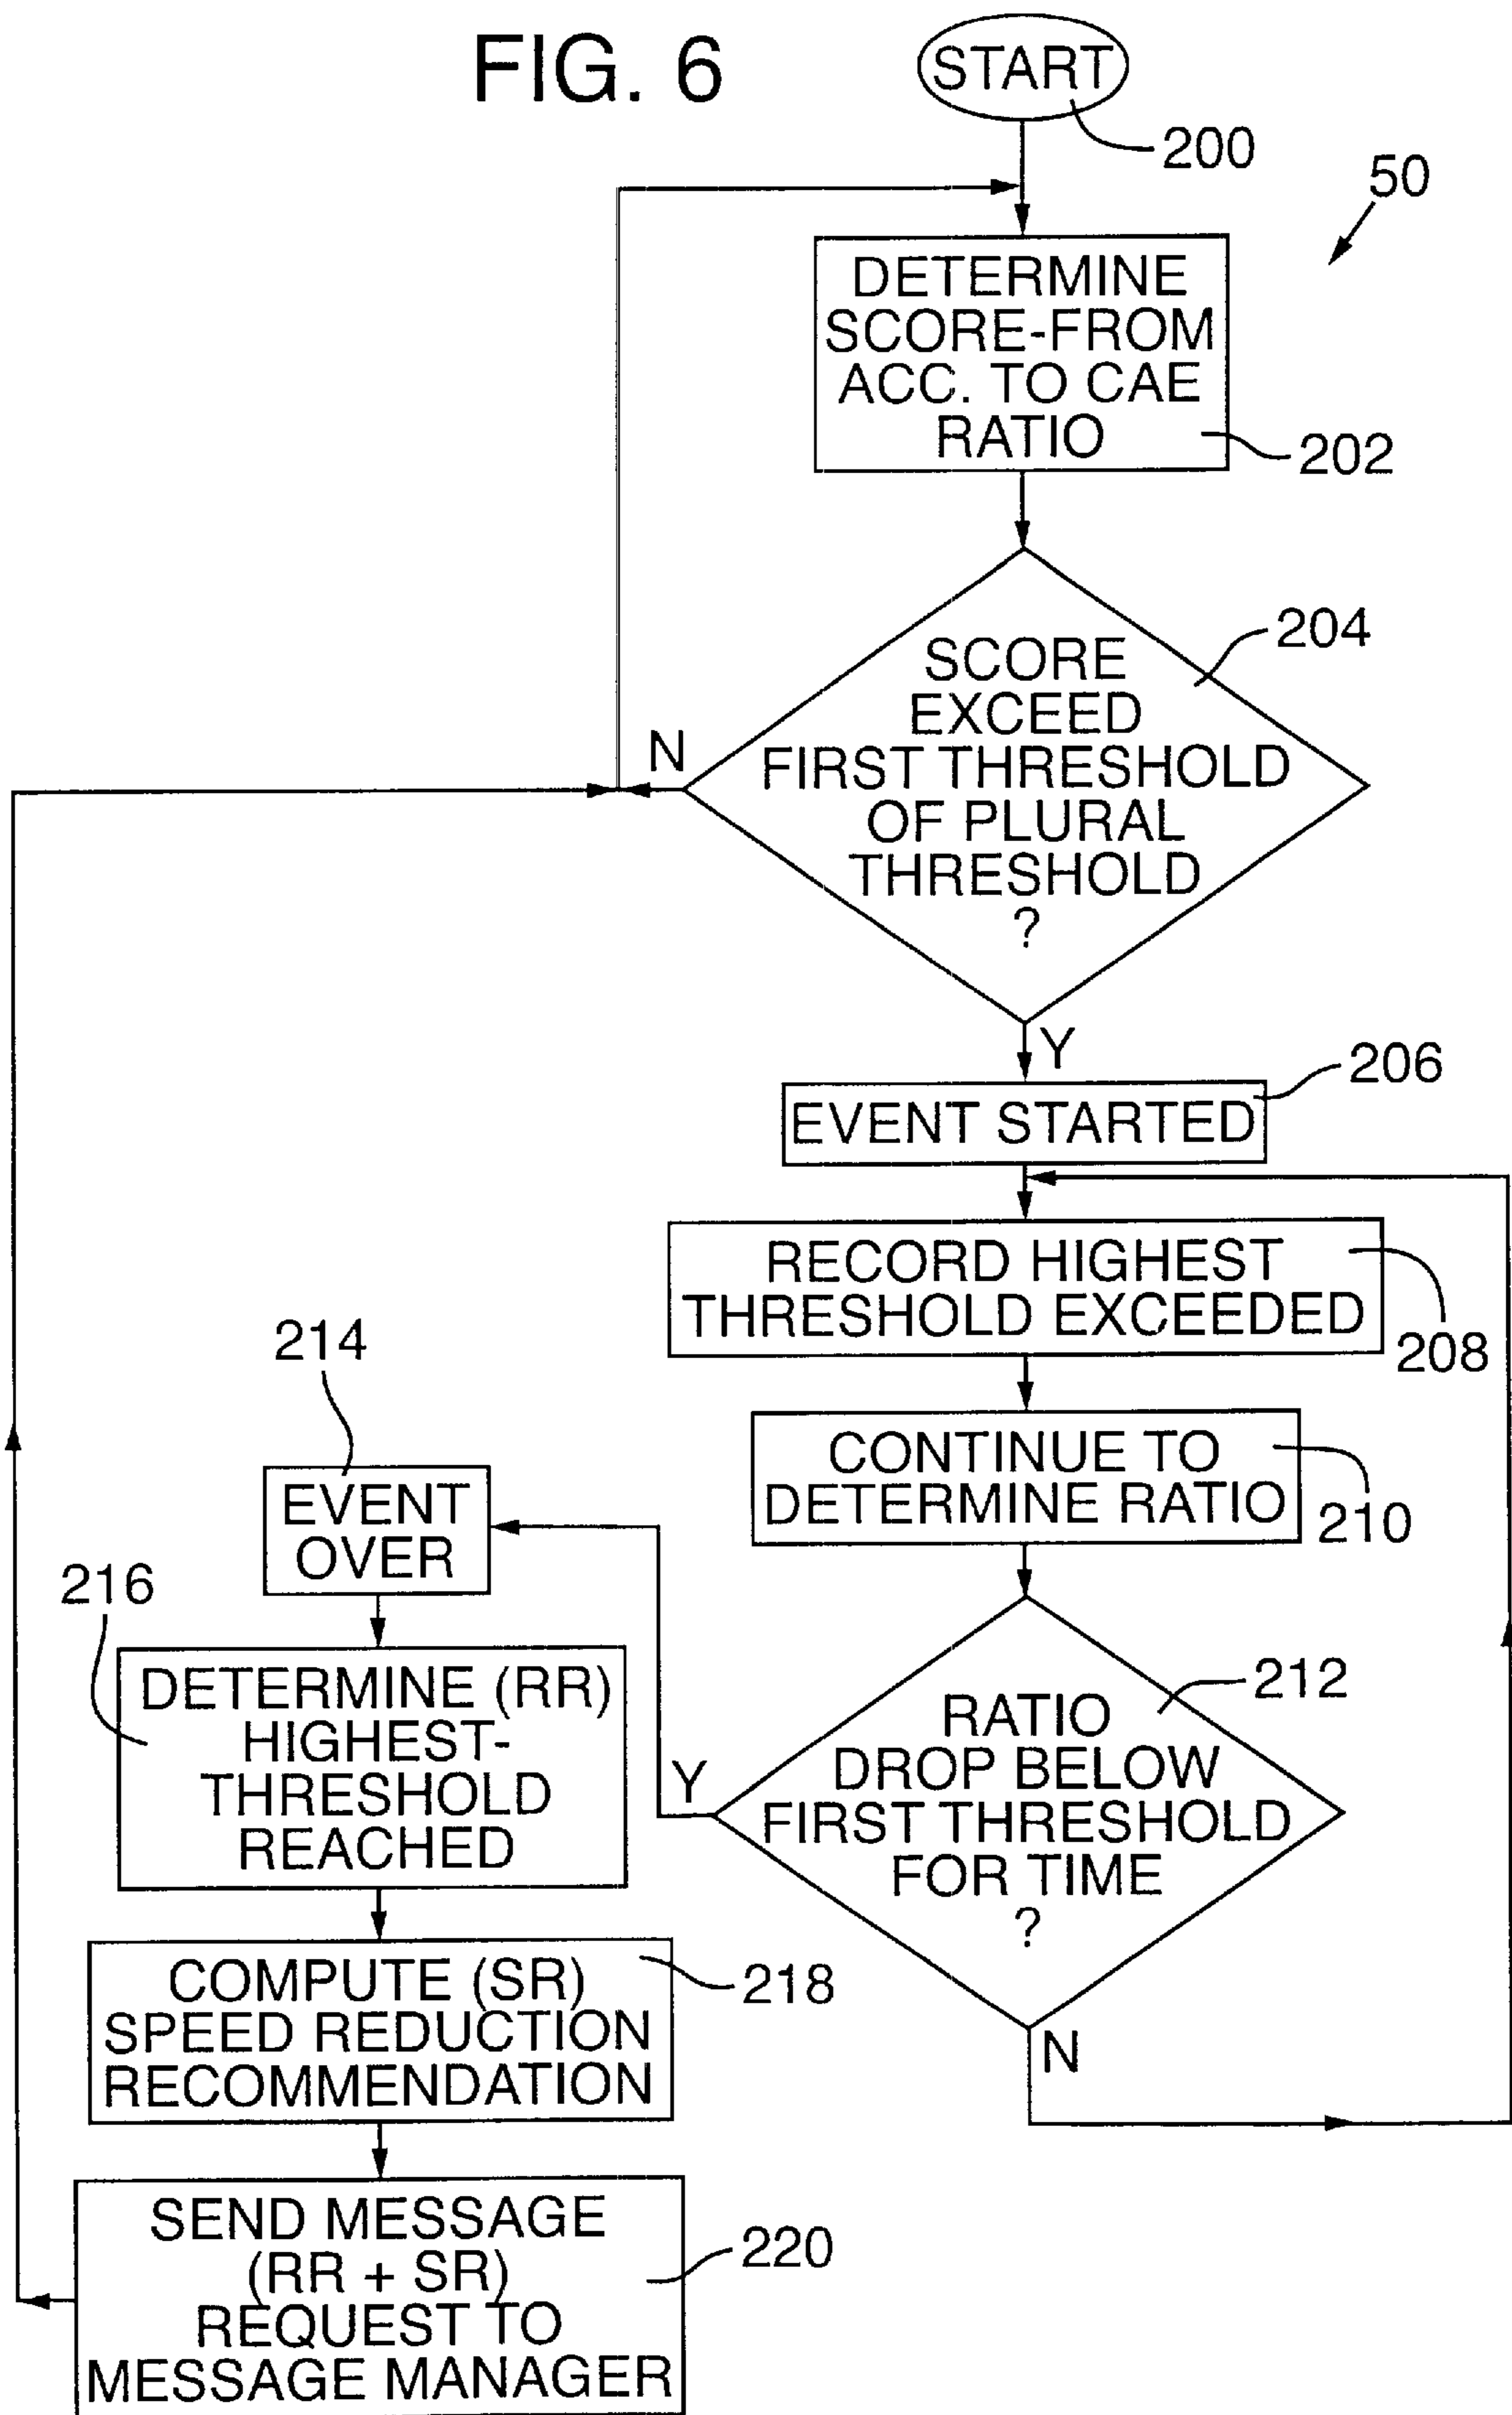 FIG. 6
START
200
50
DETERMINE
SCORE-FROM
ACC. TO CAE
RATIO
202
204
SCORE
EXCEED
FIRST THRESHOLD
OF PLURAL
THRESHOLD
?
N
Y
206
EVENT STARTED
RECORD HIGHEST
THRESHOLD EXCEEDED
208
CONTINUE TO
DETERMINE RATIO
210
212
RATIO
DROP BELOW
FIRST THRESHOLD
FOR TIME
?
Y
N
214
EVENT
OVER
216
DETERMINE (RR)
HIGHEST-
THRESHOLD
REACHED
COMPUTE (SR)
SPEED REDUCTION
RECOMMENDATION
218
SEND MESSAGE
(RR + SR)
REQUEST TO
MESSAGE MANAGER
220